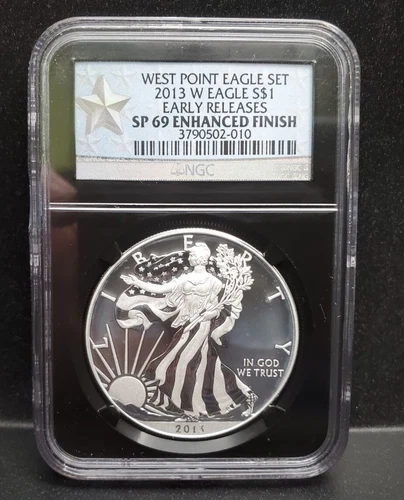 WEST POINT EAGLE SET
2013 W EAGLE S$1
EARLY RELEASES
SP 69 ENHANCED FINISH
3790502-010
NGC
LIBERTY
IN GOD
WE TRUST
2013